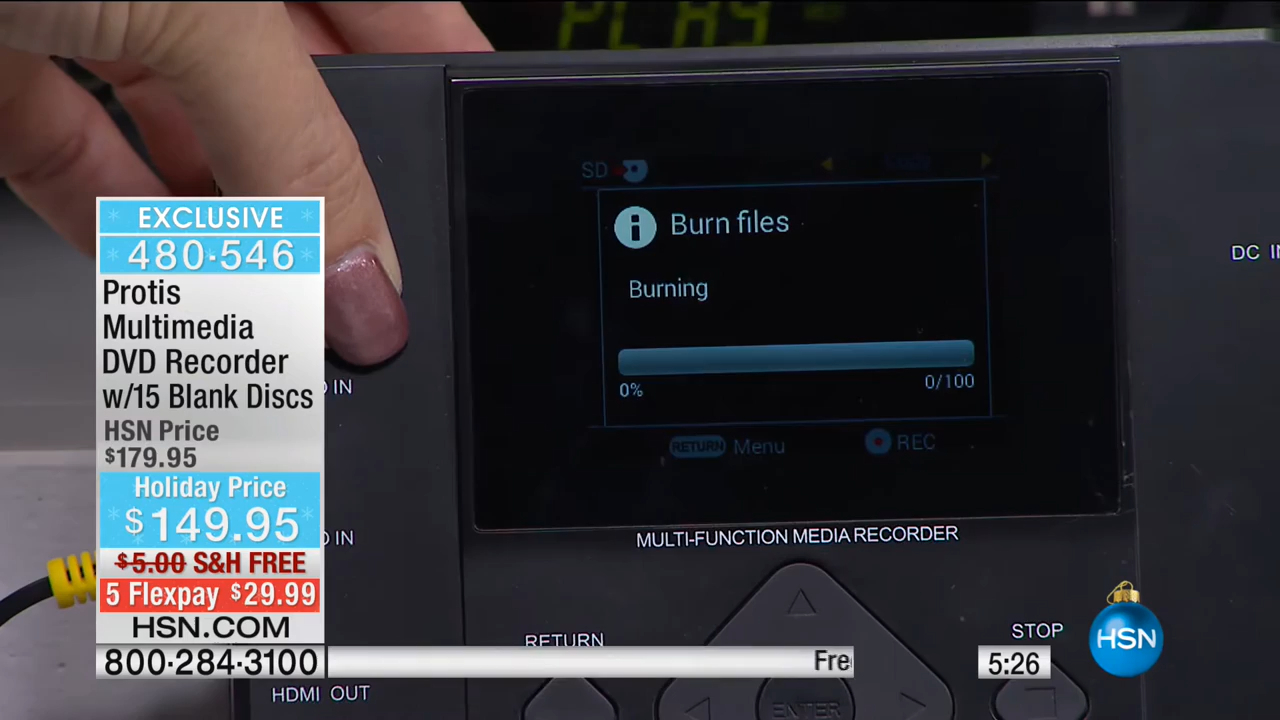 PLAY
EXCLUSIVE
480·546
Protis
Multimedia
DVD Recorder
w/15 Blank Discs
HSN Price
$179.95
Holiday Price
$149.95
$5.00 S&H FREE
5 Flexpay $29.99
HSN.COM
800·284·3100
Fre
5:26
HSN
SD
Burn files
Burning
0%
0/100
RETURN Menu
REC
DC IN
IN
IN
MULTI-FUNCTION MEDIA RECORDER
RETURN
STOP
ENTER
HDMI OUT